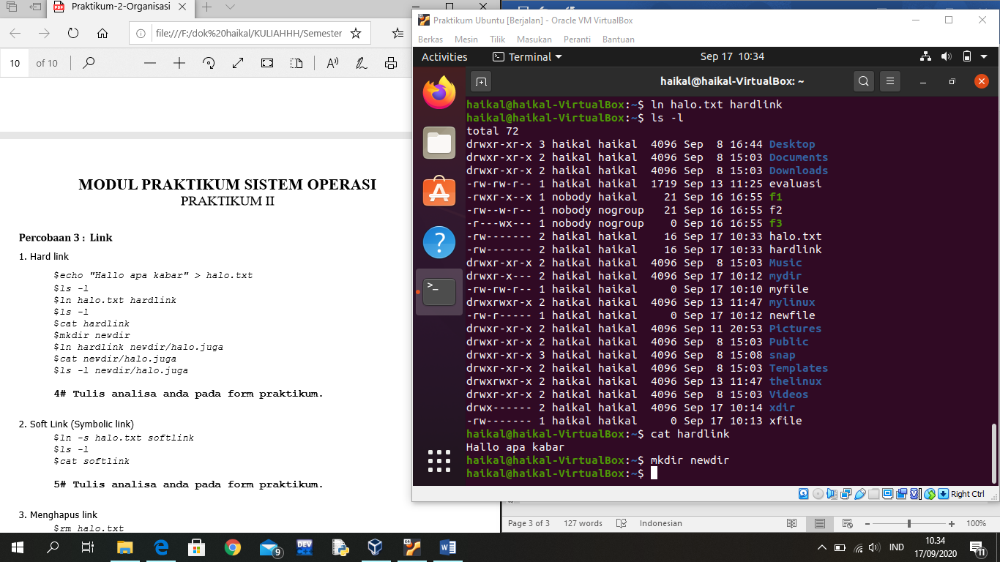 Praktikum-2-Organisasi
file:///F:/dok%20haikal/KULIAHHH/Semester
10 of 10
MODUL PRAKTIKUM SISTEM OPERASI
PRAKTIKUM II
Percobaan 3 : Link
1. Hard link
$echo "Hallo apa kabar" > halo.txt
$ls -l
$ln halo.txt hardlink
$ls -l
$cat hardlink
$mkdir newdir
$ln hardlink newdir/halo.juga
$cat newdir/halo.juga
$ls -l newdir/halo.juga
4# Tulis analisa anda pada form praktikum.
2. Soft Link (Symbolic link)
$ln -s halo.txt softlink
$ls -l
$cat softlink
5# Tulis analisa anda pada form praktikum.
3. Menghapus link
$rm halo.txt
Praktikum Ubuntu [Berjalan] - Oracle VM VirtualBox
Berkas Mesin Tilik Masukan Peranti Bantuan
Activities Terminal Sep 17 10:34
haikal@haikal-VirtualBox: ~
haikal@haikal-VirtualBox:~$ ln halo.txt hardlink
haikal@haikal-VirtualBox:~$ ls -l
total 72
drwxr-xr-x 3 haikal haikal 4096 Sep 8 16:44 Desktop
drwxr-xr-x 2 haikal haikal 4096 Sep 8 15:03 Documents
drwxr-xr-x 2 haikal haikal 4096 Sep 8 15:03 Downloads
-rw-rw-r-- 1 haikal haikal 1719 Sep 13 11:25 evaluasi
-rwxr-x--x 1 nobody haikal 21 Sep 16 16:55 f1
-rw--w-r-- 1 nobody nogroup 21 Sep 16 16:55 f2
-r---wx--- 1 nobody nogroup 0 Sep 16 16:55 f3
-rw------- 2 haikal haikal 16 Sep 17 10:33 halo.txt
-rw------- 2 haikal haikal 16 Sep 17 10:33 hardlink
drwxr-xr-x 2 haikal haikal 4096 Sep 8 15:03 Music
drwxr-x--- 2 haikal haikal 4096 Sep 17 10:12 mydir
-rw-rw-r-- 1 haikal haikal 0 Sep 17 10:10 myfile
drwxrwxr-x 2 haikal haikal 4096 Sep 13 11:47 mylinux
-rw-r----- 1 haikal haikal 0 Sep 17 10:12 newfile
drwxr-xr-x 2 haikal haikal 4096 Sep 11 20:53 Pictures
drwxr-xr-x 2 haikal haikal 4096 Sep 8 15:03 Public
drwxr-xr-x 3 haikal haikal 4096 Sep 8 15:08 snap
drwxr-xr-x 2 haikal haikal 4096 Sep 8 15:03 Templates
drwxrwxr-x 2 haikal haikal 4096 Sep 13 11:47 thelinux
drwxr-xr-x 2 haikal haikal 4096 Sep 8 15:03 Videos
drwx------ 2 haikal haikal 4096 Sep 17 10:14 xdir
-rw------- 1 haikal haikal 0 Sep 17 10:13 xfile
haikal@haikal-VirtualBox:~$ cat hardlink
Hallo apa kabar
haikal@haikal-VirtualBox:~$ mkdir newdir
haikal@haikal-VirtualBox:~$
Right Ctrl
Page 3 of 3 127 words Indonesian 100%
9
DEV
W
IND
10.34
17/09/2020
11